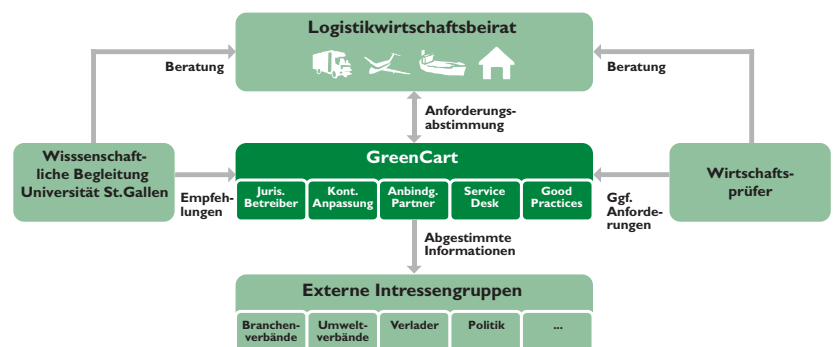 Logistikwirtschaftsbeirat
Beratung
Beratung
Anforderungs-
abstimmung
Wisssenschaft-
liche Begleitung
Universität St.Gallen
GreenCart
Wirtschafts-
prüfer
Juris.
Betreiber
Kont.
Anpassung
Anbindg.
Partner
Service
Desk
Good
Practices
Empfeh-
lungen
Ggf.
Anforde-
rungen
Abgestimmte
Informationen
Externe Intressengruppen
Branchen-
verbände
Umwelt-
verbände
Verlader
Politik
...